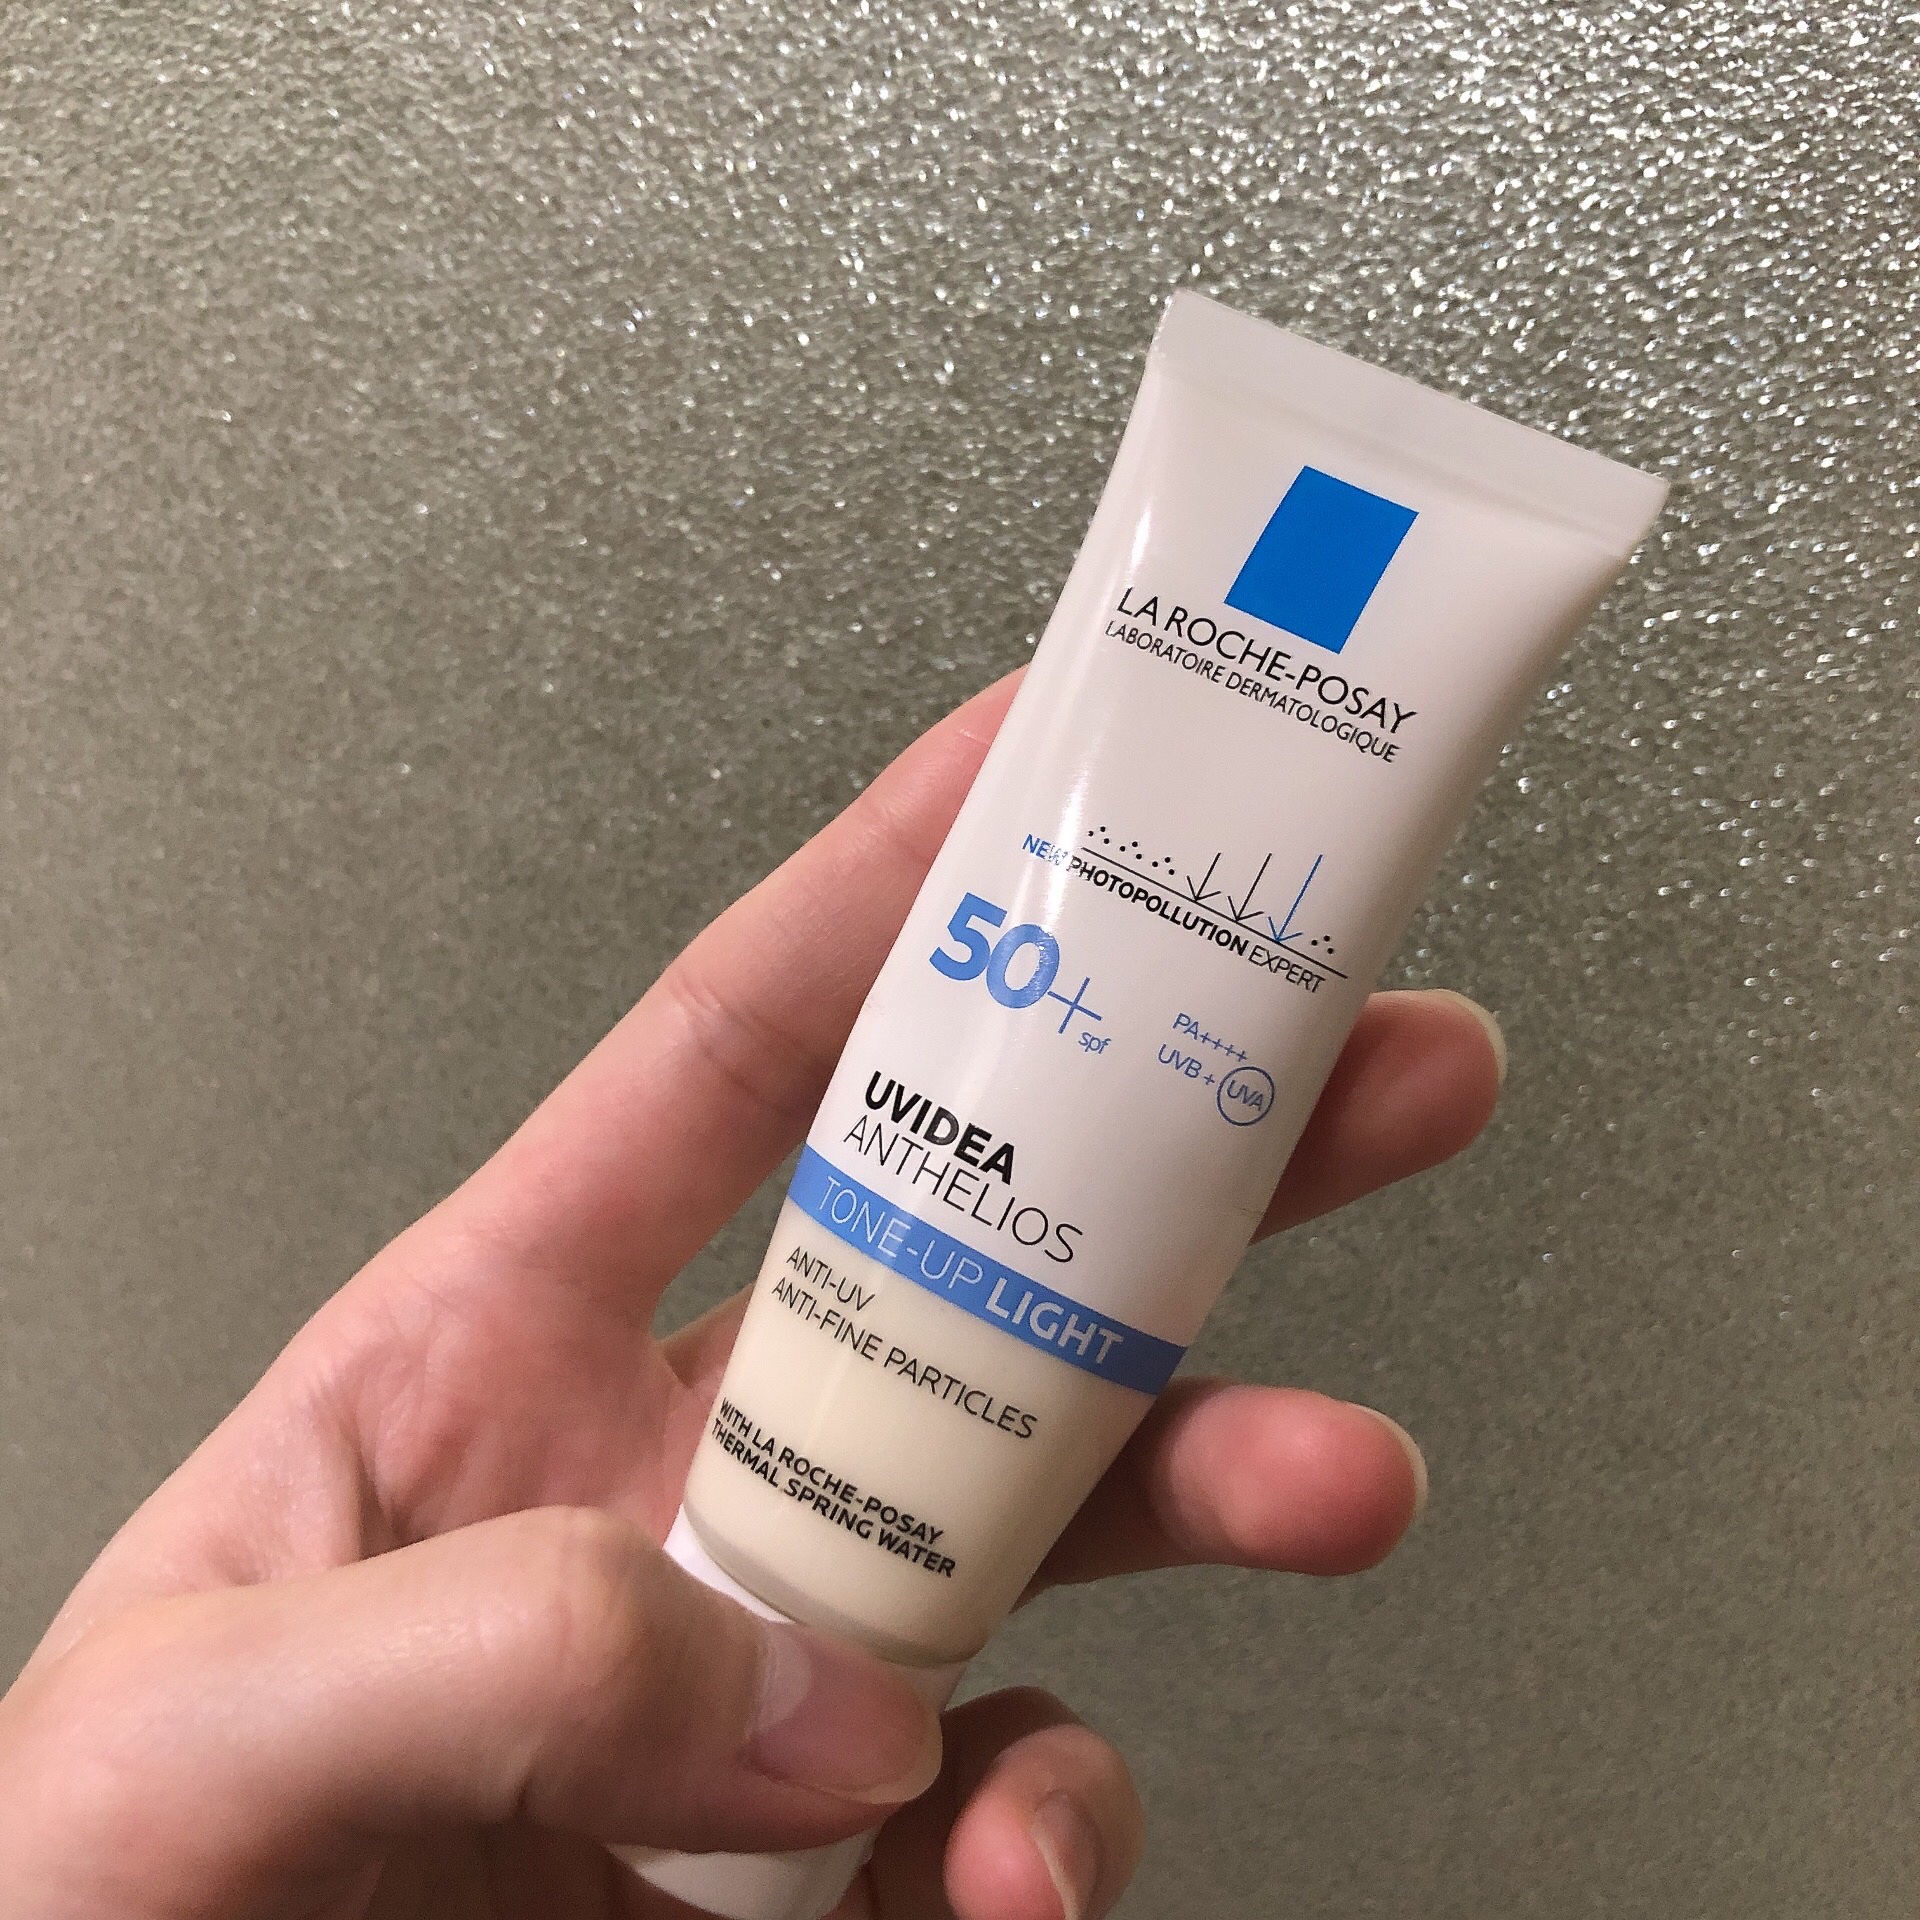 LA ROCHE-POSAY
LABORATOIRE DERMATOLOGIQUE
NEW PHOTOPOLLUTION EXPERT
50+ spf
PA++++
UVB + UVA
UVIDEA
ANTHELIOS
TONE-UP LIGHT
ANTI-UV
ANTI-FINE PARTICLES
WITH LA ROCHE-POSAY
THERMAL SPRING WATER